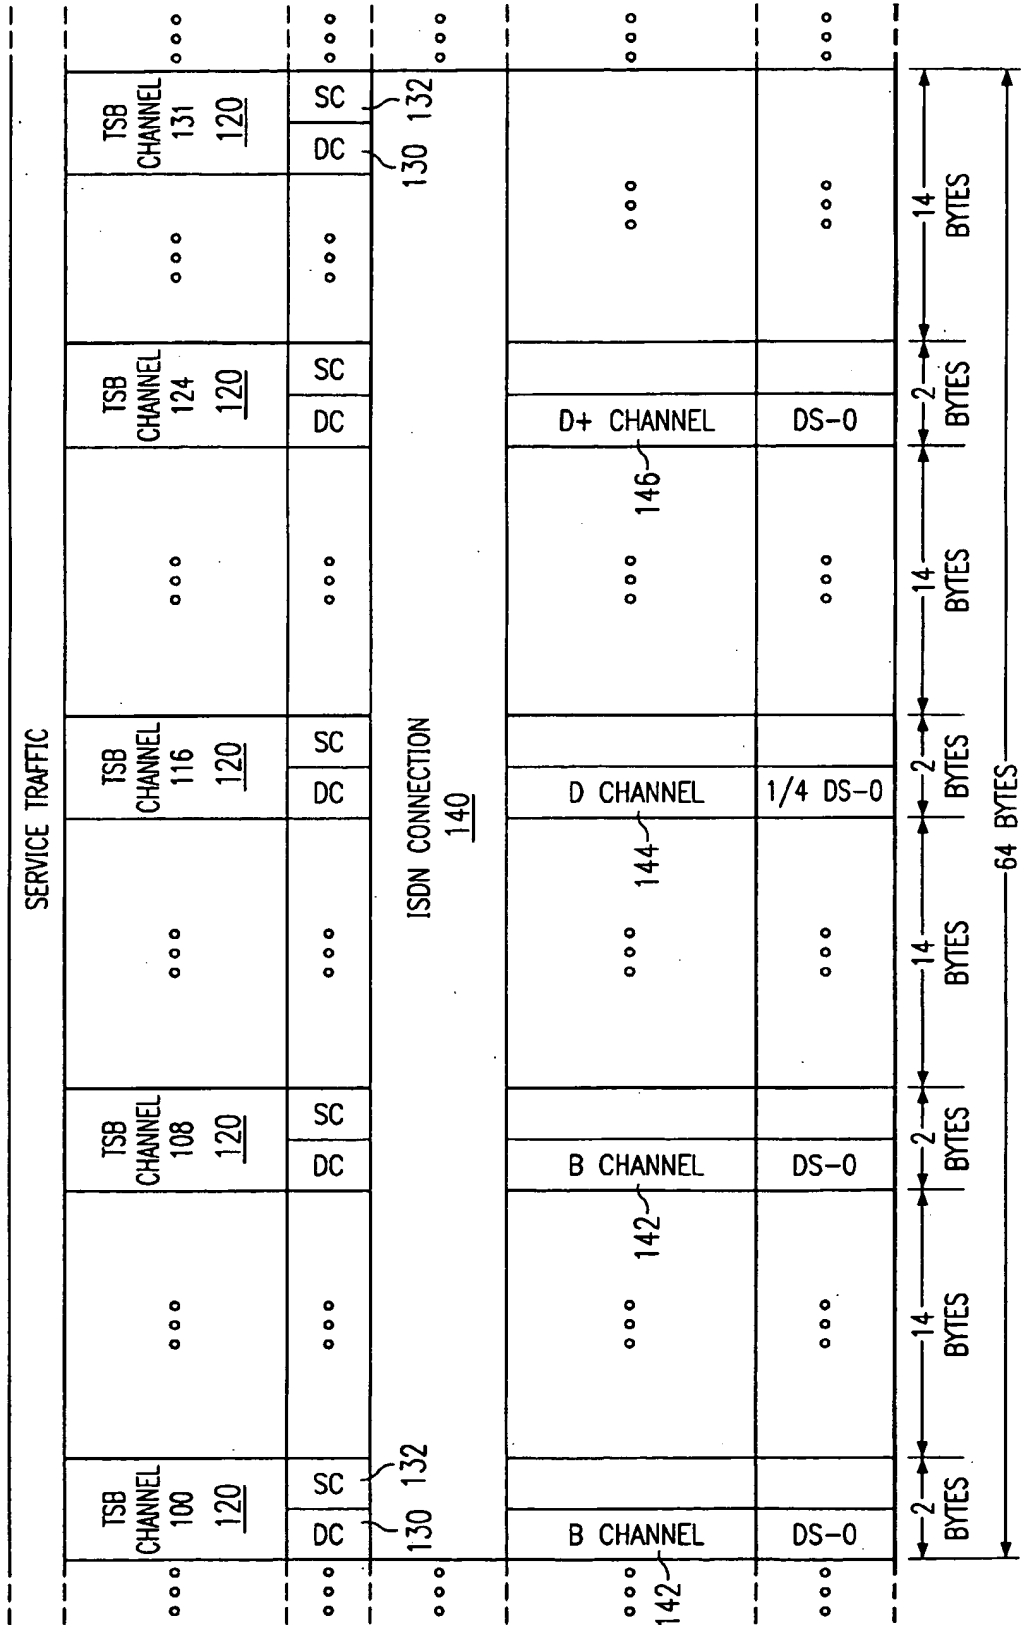 SERVICE TRAFFIC
TSB
CHANNEL
100
120
TSB
CHANNEL
108
120
TSB
CHANNEL
116
120
TSB
CHANNEL
124
120
TSB
CHANNEL
131
120
DC
SC
DC
SC
DC
SC
DC
SC
DC
SC
130
132
130
132
ISDN CONNECTION
140
B CHANNEL
B CHANNEL
D CHANNEL
D+ CHANNEL
142
142
144
146
DS-0
DS-0
1/4 DS-0
DS-0
2
BYTES
14
BYTES
2
BYTES
14
BYTES
2
BYTES
14
BYTES
2
BYTES
14
BYTES
64 BYTES